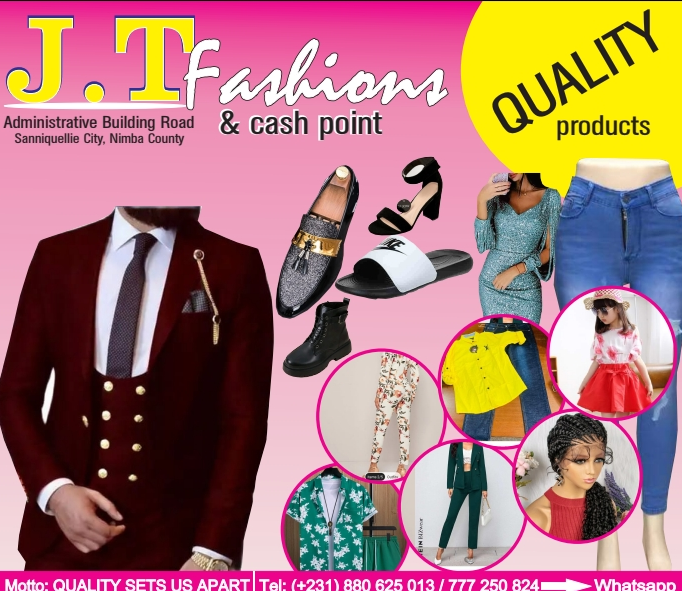 J.T Fashions
& cash point
Administrative Building Road
Sanniquellie City, Nimba County
QUALITY
products
NIKE
Motto: QUALITY SETS US APART Tel: (+231) 880 625 013 / 777 250 824 Whatsapp